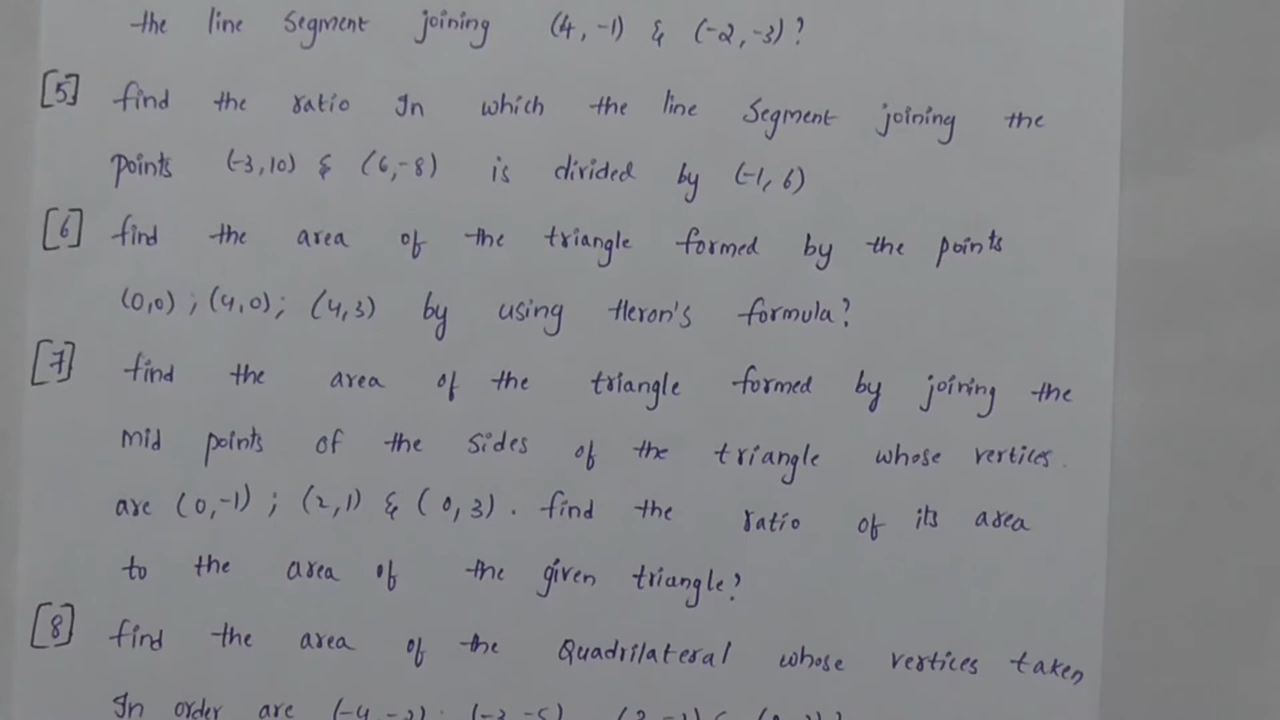 the line Segment joining (4, -1) & (-2, -3)?
[5] find the ratio In which the line Segment joining the
points (-3, 10) & (6, -8) is divided by (-1, 6)
[6] find the area of the triangle formed by the points
(0,0) ; (4,0); (4,3) by using Heron's formula?
[7] find the area of the triangle formed by joining the
mid points of the sides of the triangle whose vertices.
are (0,-1) ; (2,1) & (0,3). find the ratio of its area
to the area of the given triangle?
[8] find the area of the Quadrilateral whose vertices taken
In order are